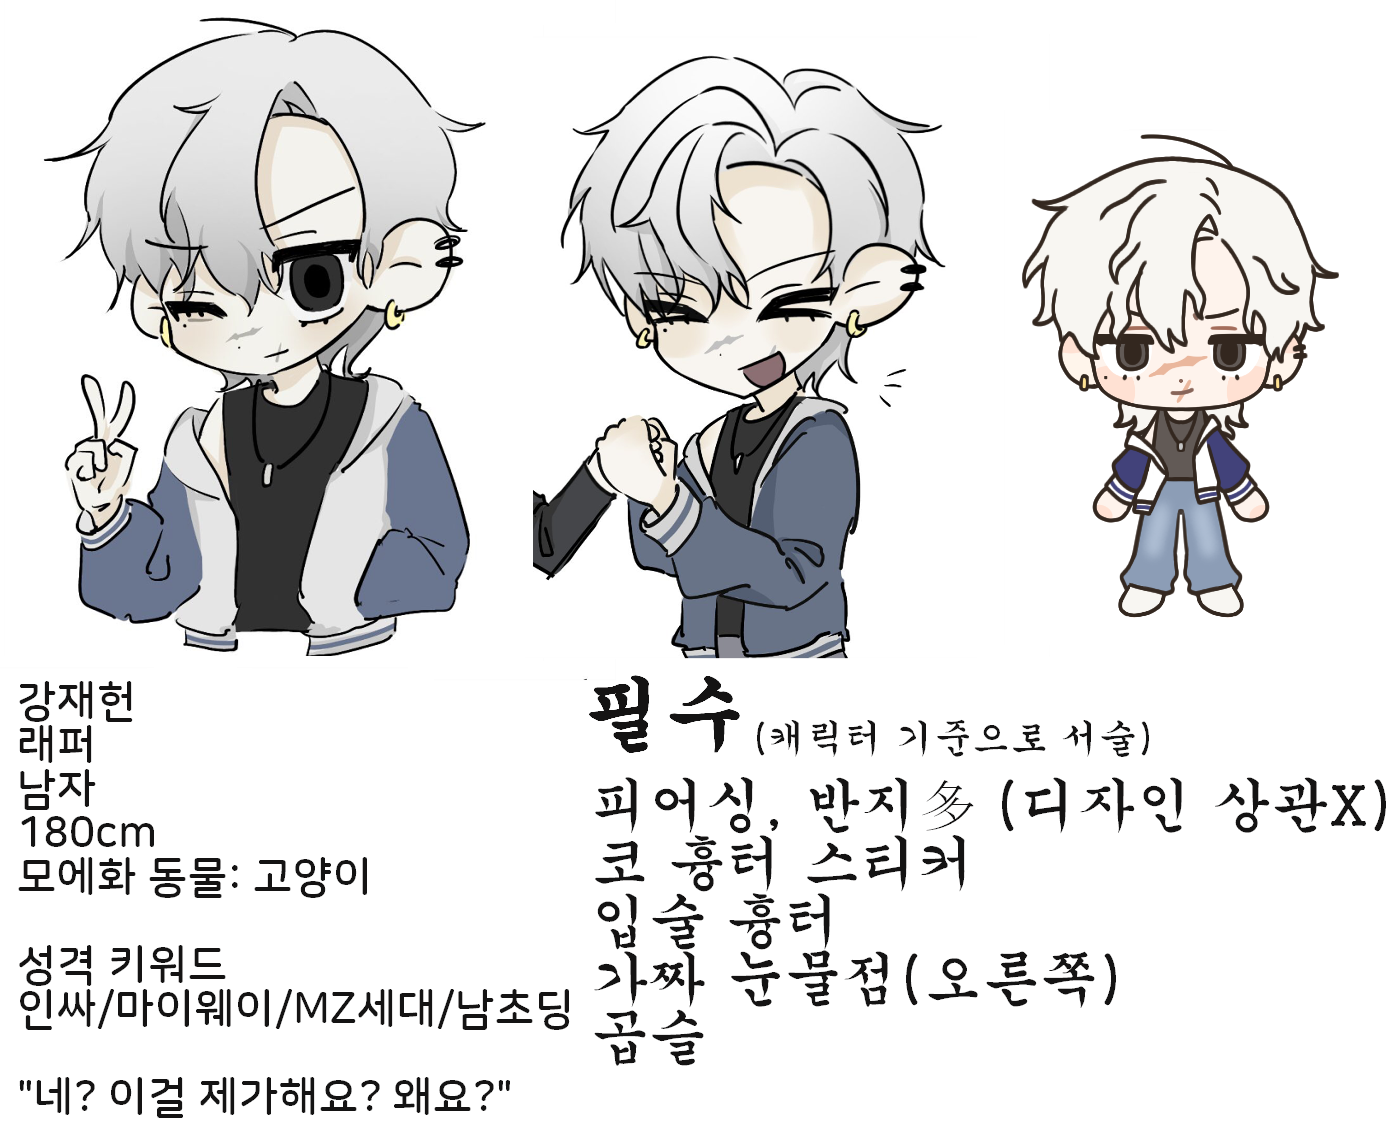 강재헌
래퍼
남자
180cm
모에화 동물: 고양이
성격 키워드
인싸/마이웨이/MZ세대/남초딩
"네? 이걸 제가해요? 왜요?"
필수 (캐릭터 기준으로 서술)
피어싱, 반지多 (디자인 상관X)
코 흉터 스티커
입술 흉터
가짜 눈물점(오른쪽)
곱슬